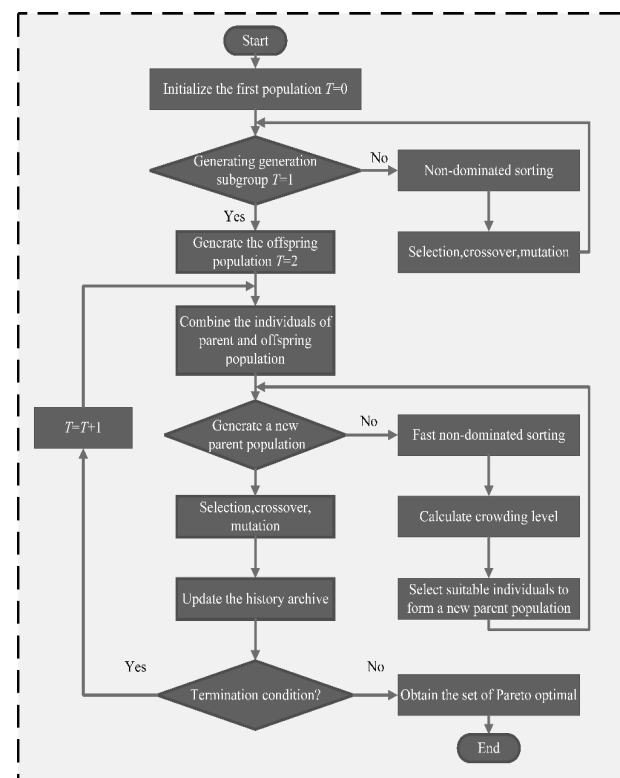 Start
Initialize the first population T=0
Generating generation
subgroup T=1
No
Non-dominated sorting
Yes
Selection,crossover,mutation
Generate the offspring
population T=2
Combine the individuals of
parent and offspring
population
T=T+1
Generate a new
parent population
No
Fast non-dominated sorting
Selection,crossover,
mutation
Calculate crowding level
Update the history archive
Select suitable individuals to
form a new parent population
Yes
Termination condition?
No
Obtain the set of Pareto optimal
End